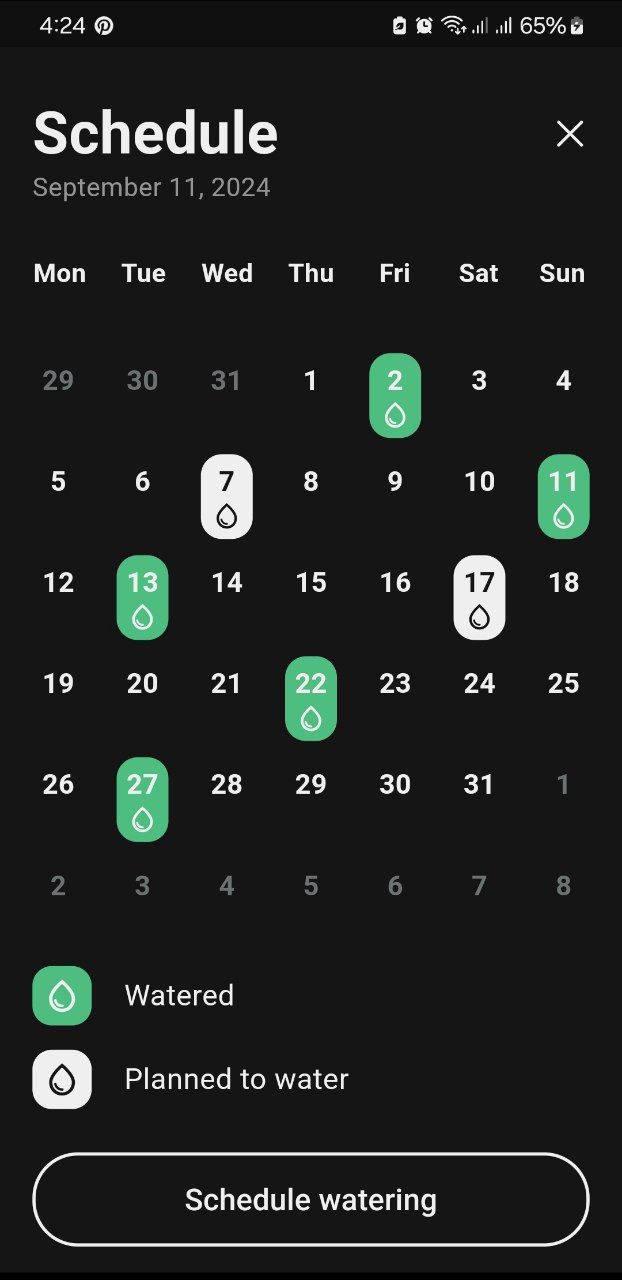 4:24 65%
Schedule
September 11, 2024
Mon Tue Wed Thu Fri Sat Sun
29 30 31 1 2 3 4
5 6 7 8 9 10 11
12 13 14 15 16 17 18
19 20 21 22 23 24 25
26 27 28 29 30 31 1
2 3 4 5 6 7 8
Watered
Planned to water
Schedule watering